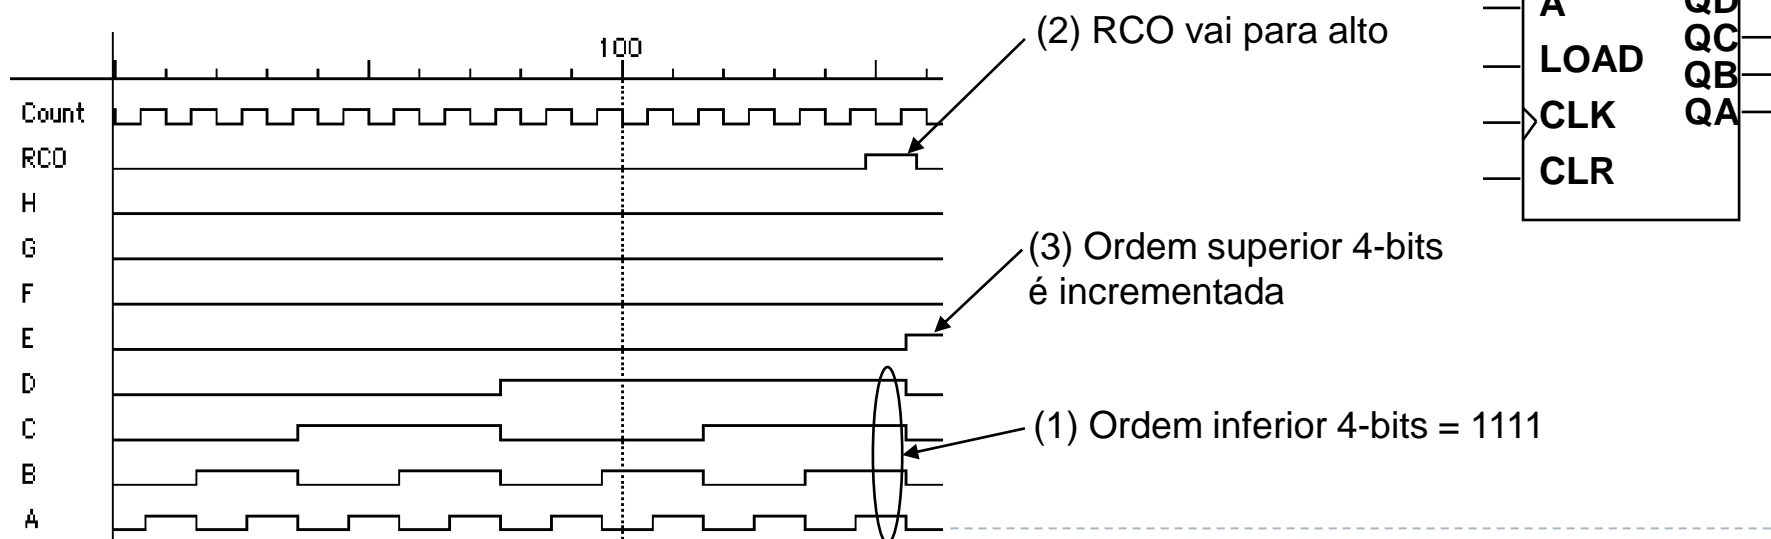 100
Count
RCO
H
G
F
E
D
C
B
A
(2) RCO vai para alto
(3) Ordem superior 4-bits
é incrementada
(1) Ordem inferior 4-bits = 1111
A QD
QC
LOAD
QB
CLK QA
CLR